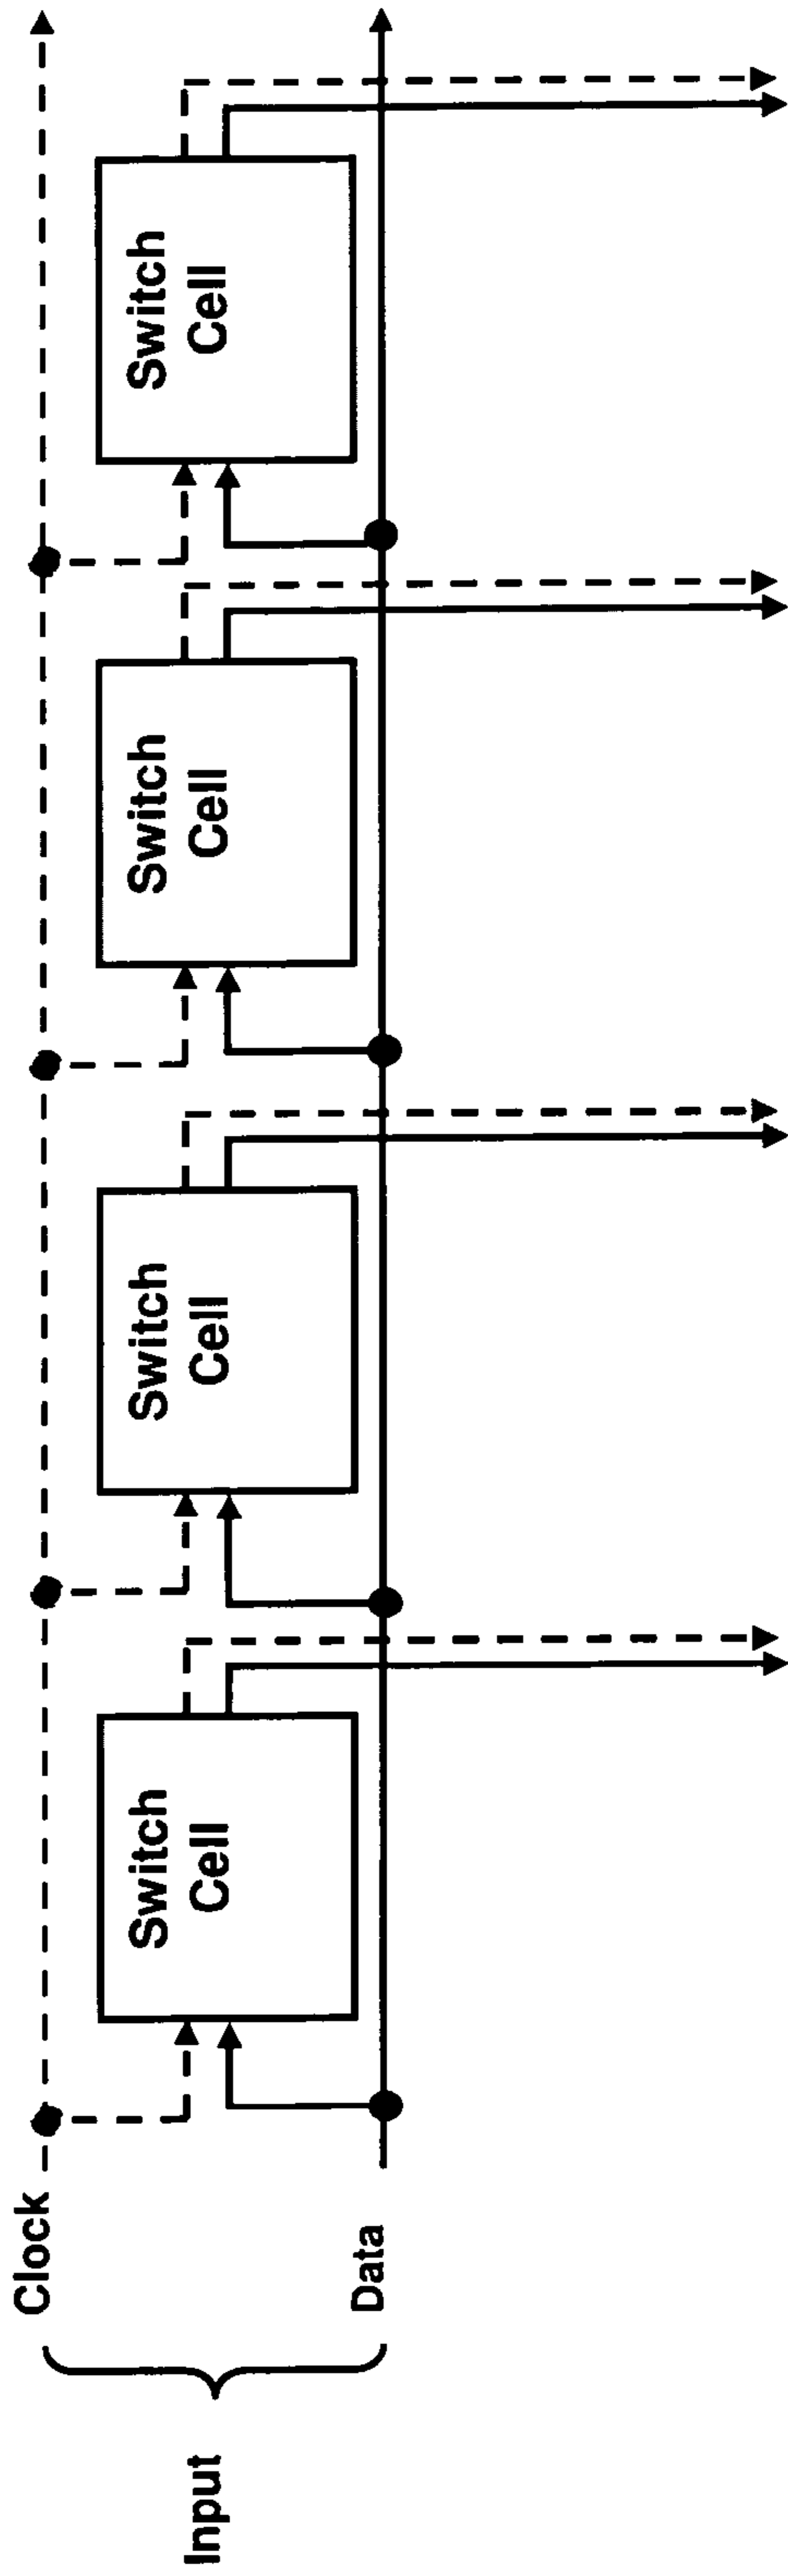 Input
Clock
Data
Switch
Cell
Switch
Cell
Switch
Cell
Switch
Cell